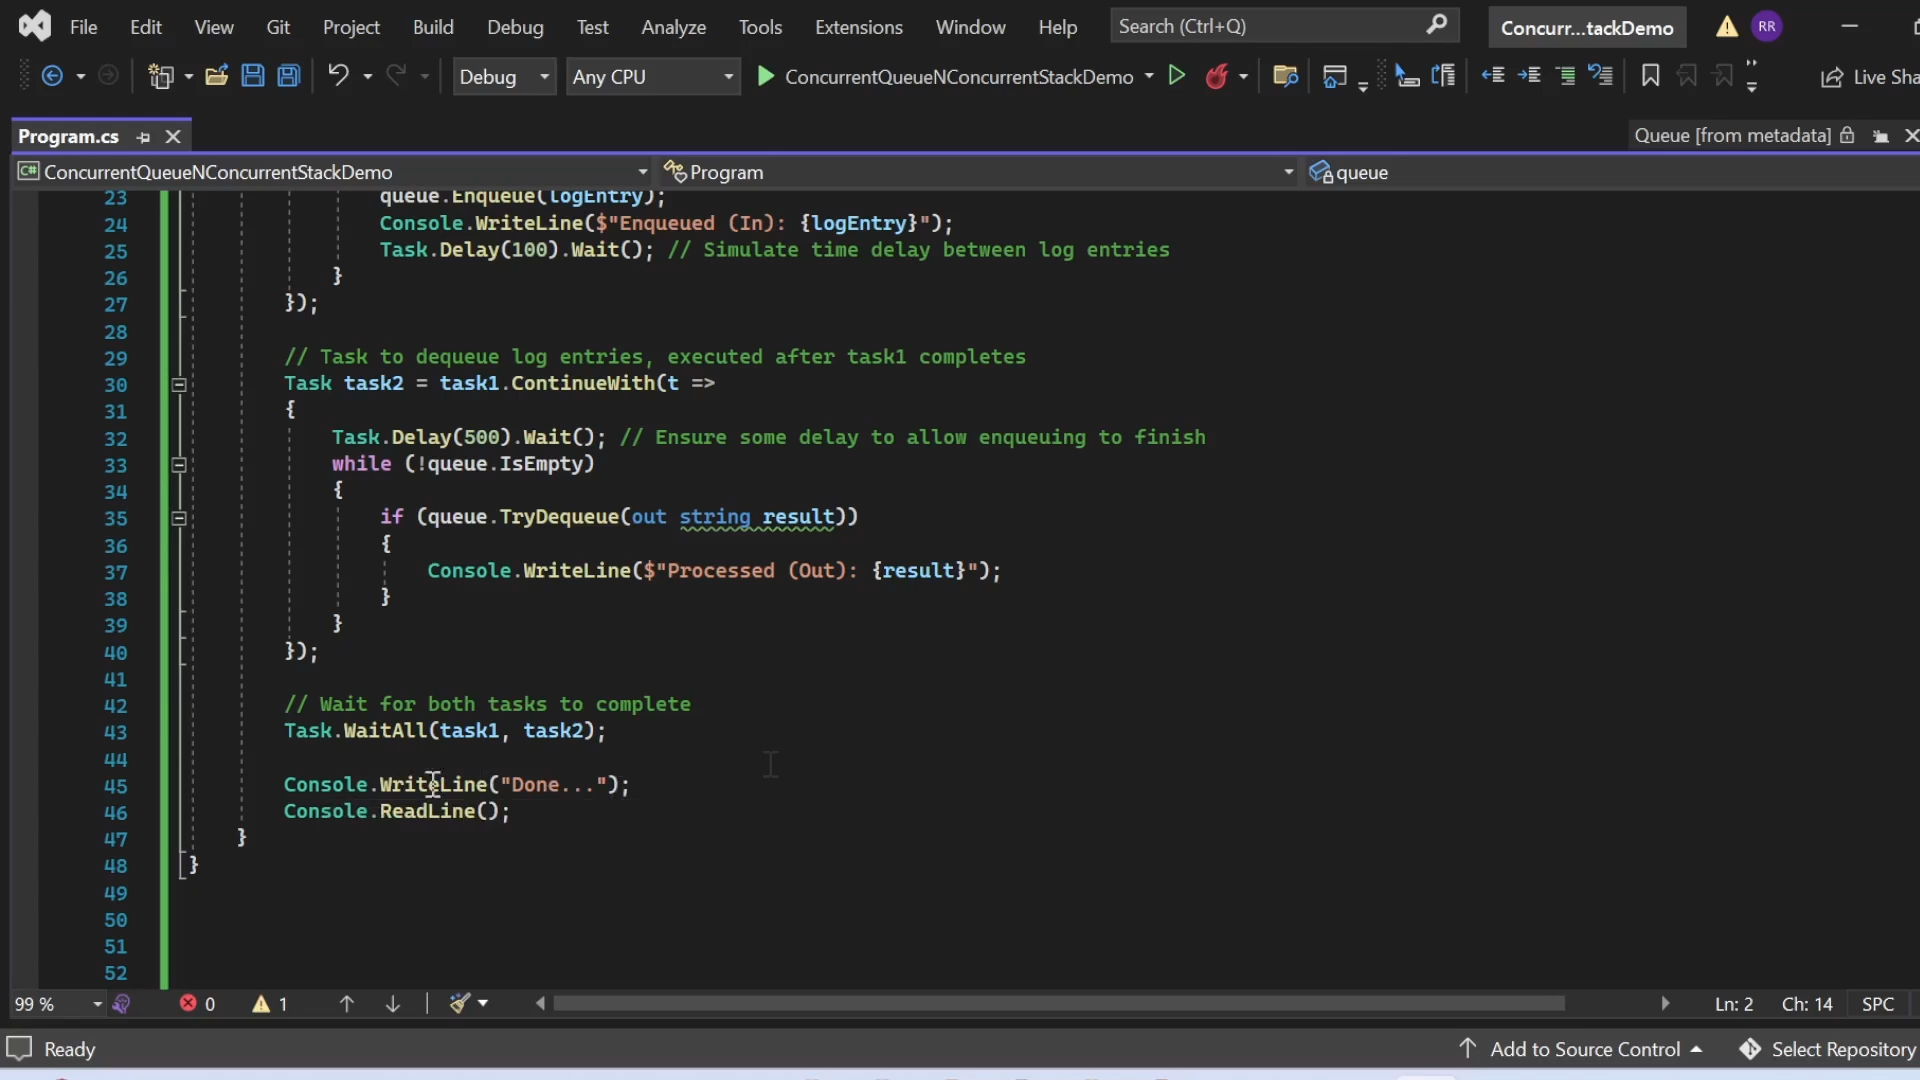 File Edit View Git Project Build Debug Test Analyze Tools Extensions Window Help Search (Ctrl+Q) Concurr...tackDemo RR
Debug Any CPU ConcurrentQueueNConcurrentStackDemo Live Sha
Program.cs Queue [from metadata]
C# ConcurrentQueueNConcurrentStackDemo Program queue
23 queue.Enqueue(logEntry);
24 Console.WriteLine($"Enqueued (In): {logEntry}");
25 Task.Delay(100).Wait(); // Simulate time delay between log entries
26 }
27 });
28
29 // Task to dequeue log entries, executed after task1 completes
30 Task task2 = task1.ContinueWith(t =>
31 {
32 Task.Delay(500).Wait(); // Ensure some delay to allow enqueuing to finish
33 while (!queue.IsEmpty)
34 {
35 if (queue.TryDequeue(out string result))
36 {
37 Console.WriteLine($"Processed (Out): {result}");
38 }
39 }
40 });
41
42 // Wait for both tasks to complete
43 Task.WaitAll(task1, task2);
44
45 Console.WriteLine("Done...");
46 Console.ReadLine();
47 }
48 }
49
50
51
52
99 % 0 1 Ln: 2 Ch: 14 SPC
Ready Add to Source Control Select Repository